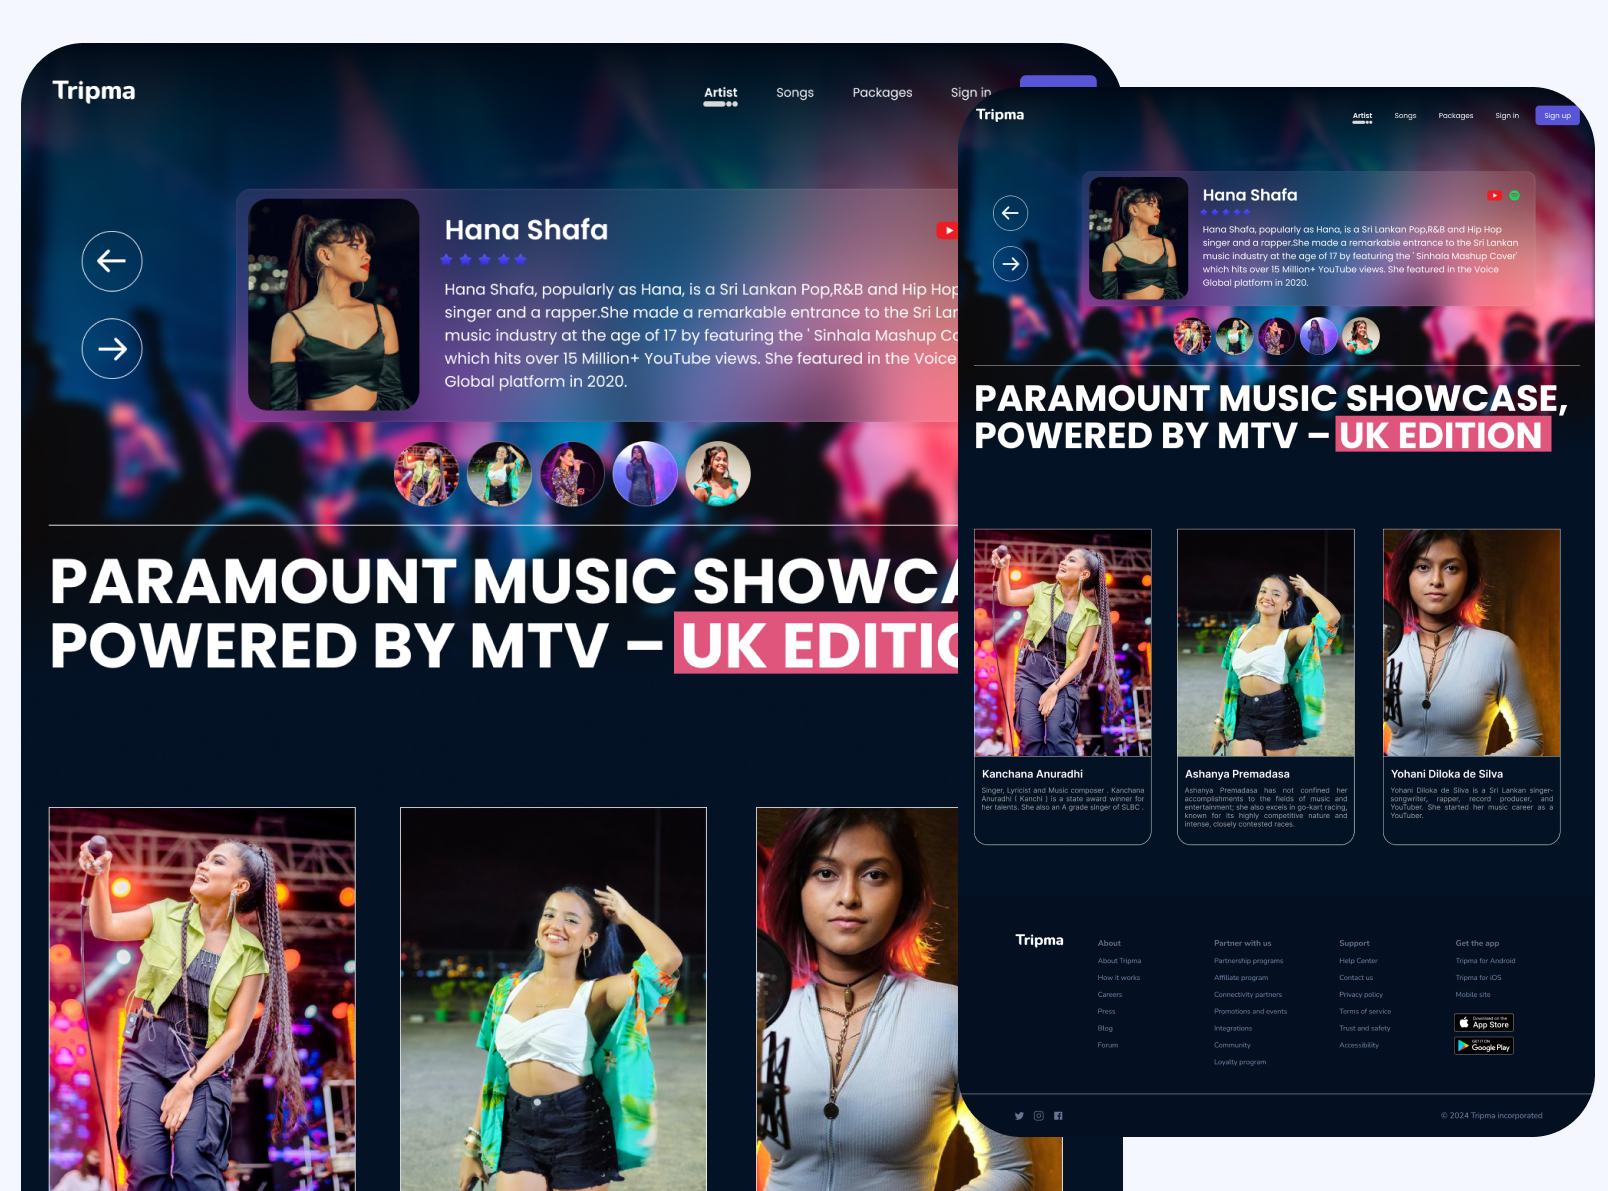 Tripma
Artist
Songs
Packages
Sign in
Hana Shafa
Hana Shafa, popularly as Hana, is a Sri Lankan Pop,R&B and Hip Hop
singer and a rapper.She made a remarkable entrance to the Sri Lan
music industry at the age of 17 by featuring the ' Sinhala Mashup Co
which hits over 15 Million+ YouTube views. She featured in the Voice
Global platform in 2020.
PARAMOUNT MUSIC SHOWCA
POWERED BY MTV – UK EDITIO
Tripma
Artist
Songs
Packages
Sign in
Sign up
Hana Shafa
Hana Shafa, popularly as Hana, is a Sri Lankan Pop,R&B and Hip Hop
singer and a rapper.She made a remarkable entrance to the Sri Lankan
music industry at the age of 17 by featuring the ' Sinhala Mashup Cover'
which hits over 15 Million+ YouTube views. She featured in the Voice
Global platform in 2020.
PARAMOUNT MUSIC SHOWCASE,
POWERED BY MTV – UK EDITION
Kanchana Anuradhi
Singer, Lyricist and Music composer . Kanchana
Anuradhi ( Kanchi ) is a state award winner for
her talents. She also an A grade singer of SLBC .
Ashanya Premadasa
Ashanya Premadasa has not confined her
accomplishments to the fields of music and
entertainment; she also excels in go-kart racing,
known for its highly competitive nature and
intense, closely contested races.
Yohani Diloka de Silva
Yohani Diloka de Silva is a Sri Lankan singer-
songwriter, rapper, record producer, and
YouTuber. She started her music career as a
YouTuber.
Tripma
About
About Tripma
How it works
Careers
Press
Blog
Forum
Partner with us
Partnership programs
Affiliate program
Connectivity partners
Promotions and events
Integrations
Community
Loyalty program
Support
Help Center
Contact us
Privacy policy
Terms of service
Trust and safety
Accessibility
Get the app
Tripma for Android
Tripma for iOS
Mobile site
Download on the
App Store
GET IT ON
Google Play
© 2024 Tripma incorporated